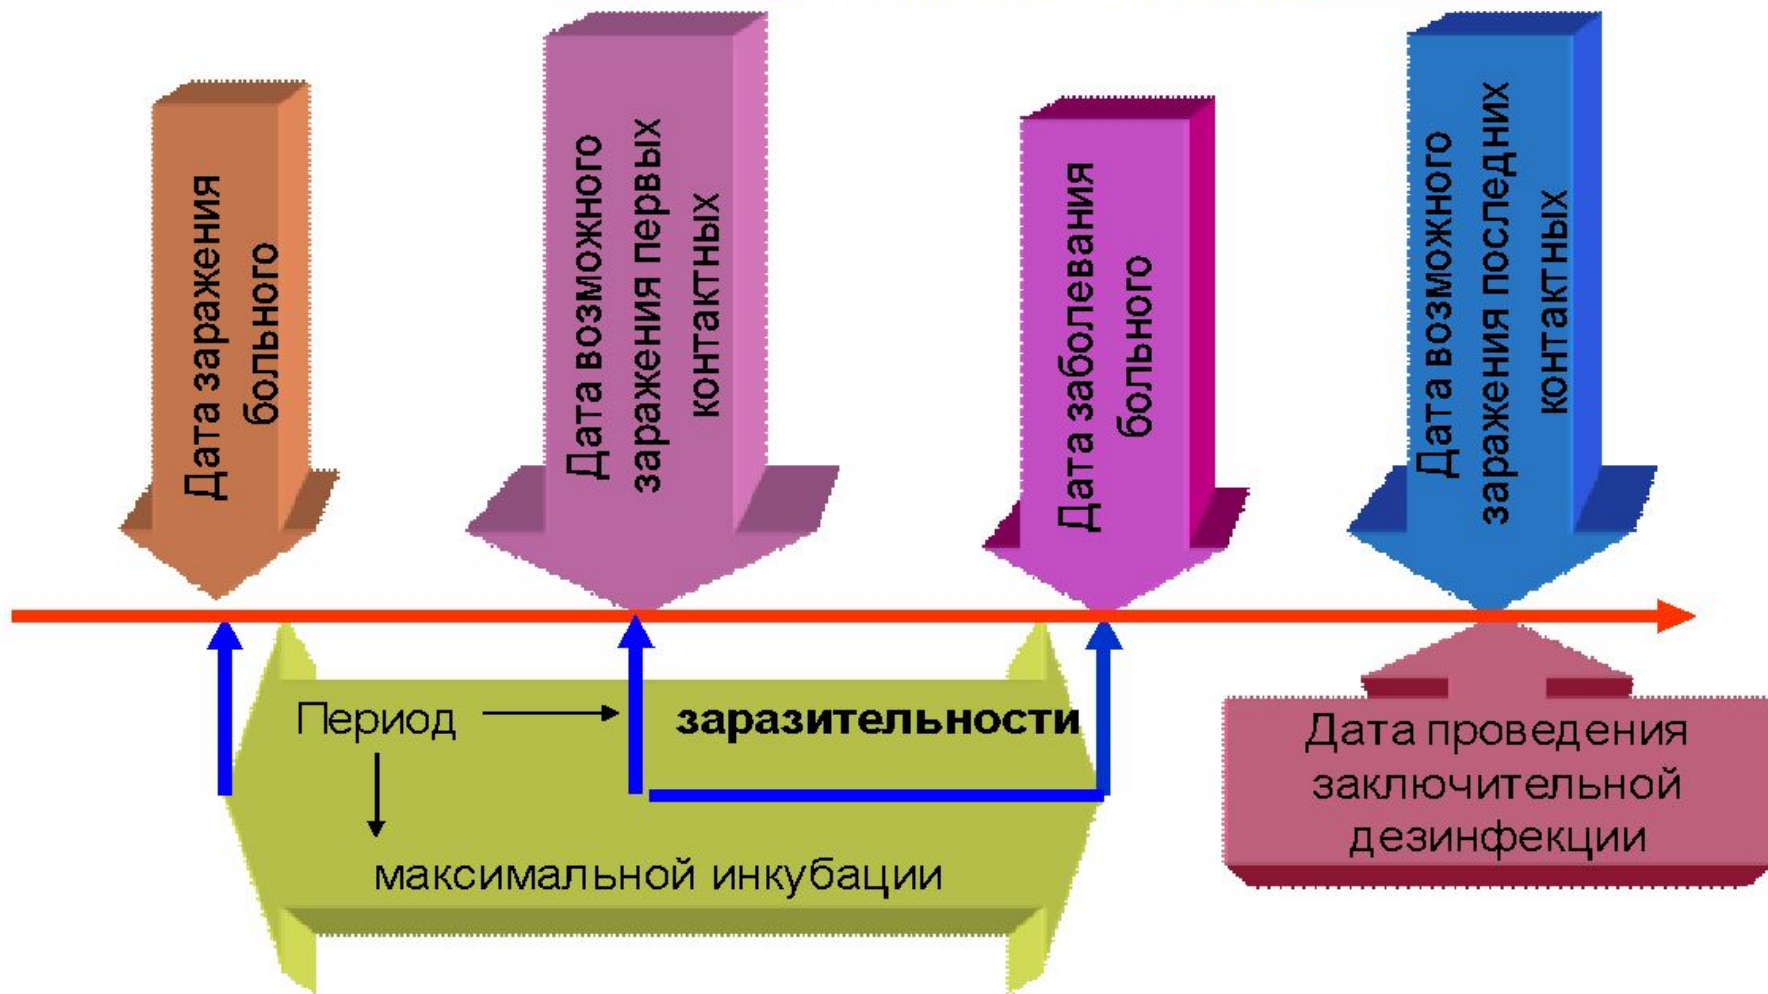 Дата заражения
больного
Дата возможного
заражения первых
контактных
Дата заболевания
больного
Дата возможного
заражения последних
контактных
Период
заразительности
максимальной инкубации
Дата проведения
заключительной
дезинфекции